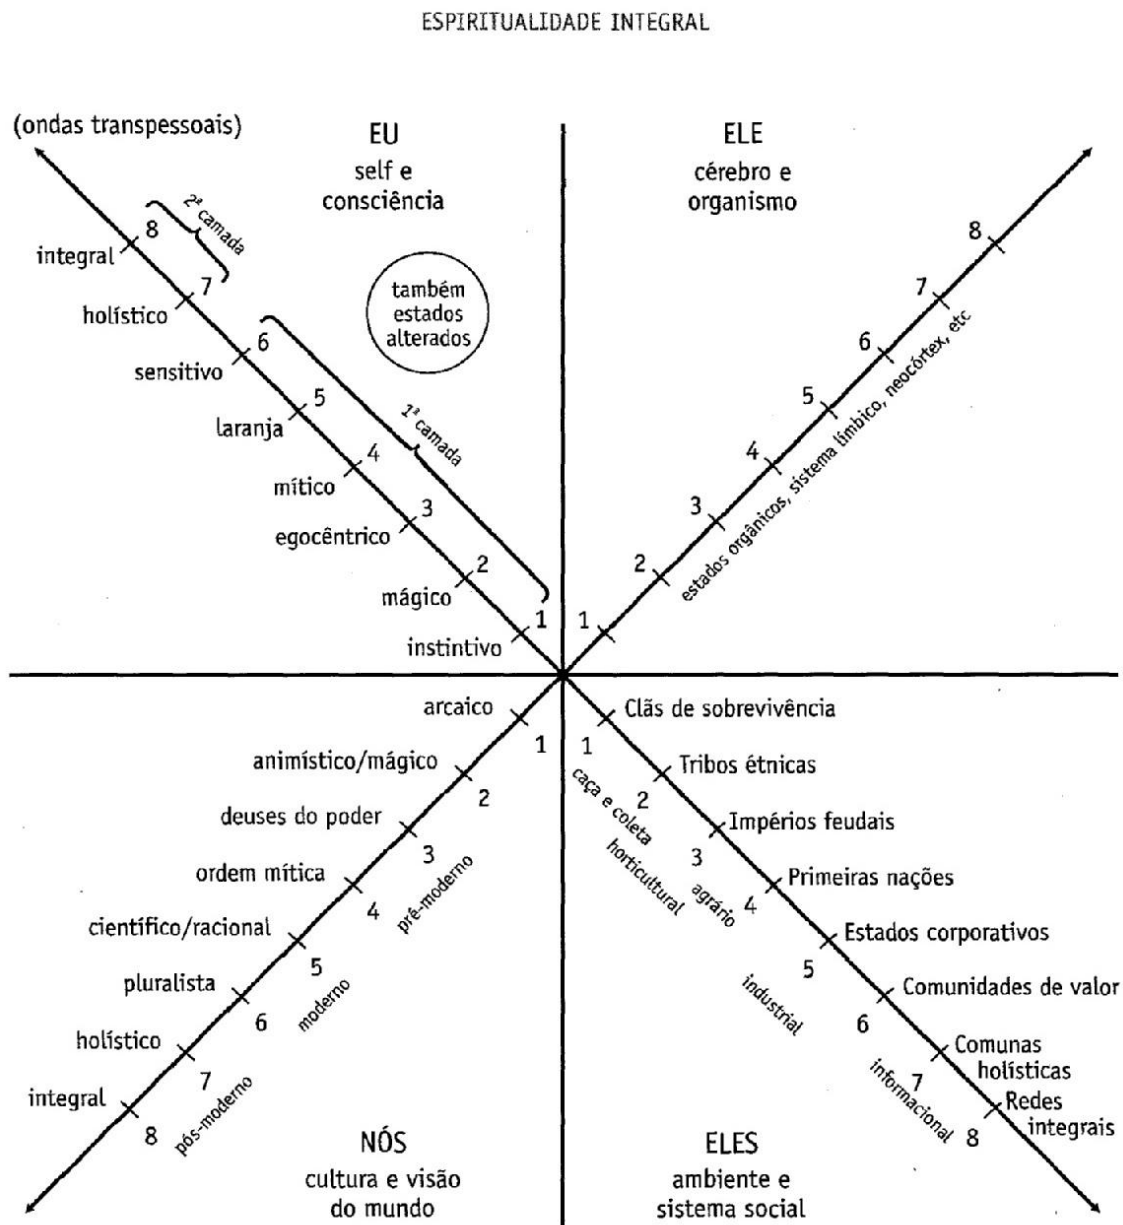 ESPIRITUALIDADE INTEGRAL
(ondas transpessoais)
EU
self e
consciência
também
estados
alterados
2ª camada
1ª camada
8
integral
7
holístico
6
sensitivo
5
laranja
4
mítico
3
egocêntrico
2
mágico
1
instintivo
ELE
cérebro e
organismo
8
7
6
5
4
3
2
1
estados orgânicos, sistema límbico, neocórtex, etc
arcaico
1
animístico/mágico
2
deuses do poder
3
ordem mítica
4
pré-moderno
científico/racional
5
pluralista
6
moderno
holístico
7
integral
8
pós-moderno
NÓS
cultura e visão
do mundo
Clãs de sobrevivência
1
Tribos étnicas
2
caça e coleta
Impérios feudais
3
horticultural
Primeiras nações
4
agrário
Estados corporativos
5
industrial
Comunidades de valor
6
Comunas
holísticas
7
informacional
Redes
integrais
8
ELES
ambiente e
sistema social